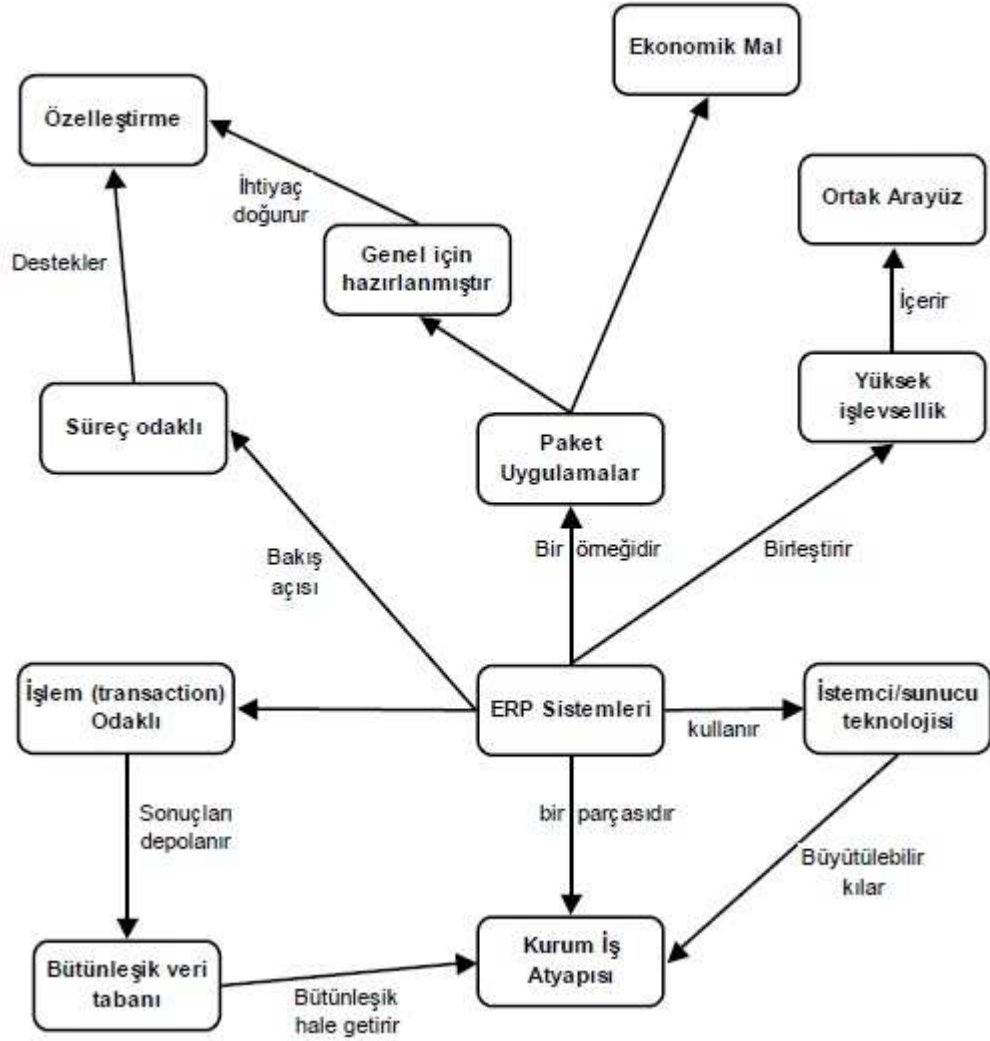 Ekonomik Mal
Özelleştirme
İhtiyaç
doğurur
Ortak Arayüz
Destekler
Genel için
hazırlanmıştır
İçerir
Süreç odaklı
Paket
Uygulamalar
Yüksek
işlevsellik
Bakış
açısı
Bir örneğidir
Birleştirir
İşlem (transaction)
Odaklı
ERP Sistemleri
kullanır
İstemci/sunucu
teknolojisi
Sonuçları
depolanır
bir parçasıdır
Büyütülebilir
kılar
Bütünleşik veri
tabanı
Bütünleşik
hale getirir
Kurum İş
Atyapısı